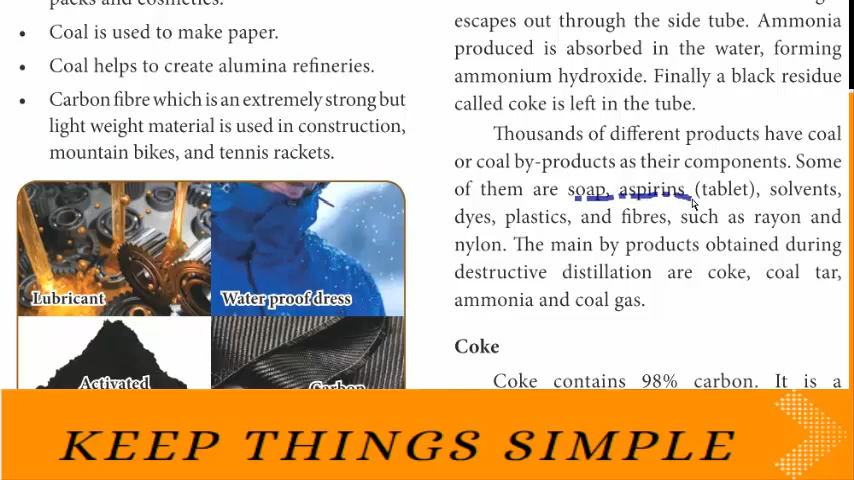 packs and cosmetics.
• Coal is used to make paper.
• Coal helps to create alumina refineries.
• Carbon fibre which is an extremely strong but
light weight material is used in construction,
mountain bikes, and tennis rackets.
Lubricant
Water proof dress
Activated
Carbon
escapes out through the side tube. Ammonia
produced is absorbed in the water, forming
ammonium hydroxide. Finally a black residue
called coke is left in the tube.
Thousands of different products have coal
or coal by-products as their components. Some
of them are soap, aspirins (tablet), solvents,
dyes, plastics, and fibres, such as rayon and
nylon. The main by products obtained during
destructive distillation are coke, coal tar,
ammonia and coal gas.
Coke
Coke contains 98% carbon. It is a
KEEP THINGS SIMPLE